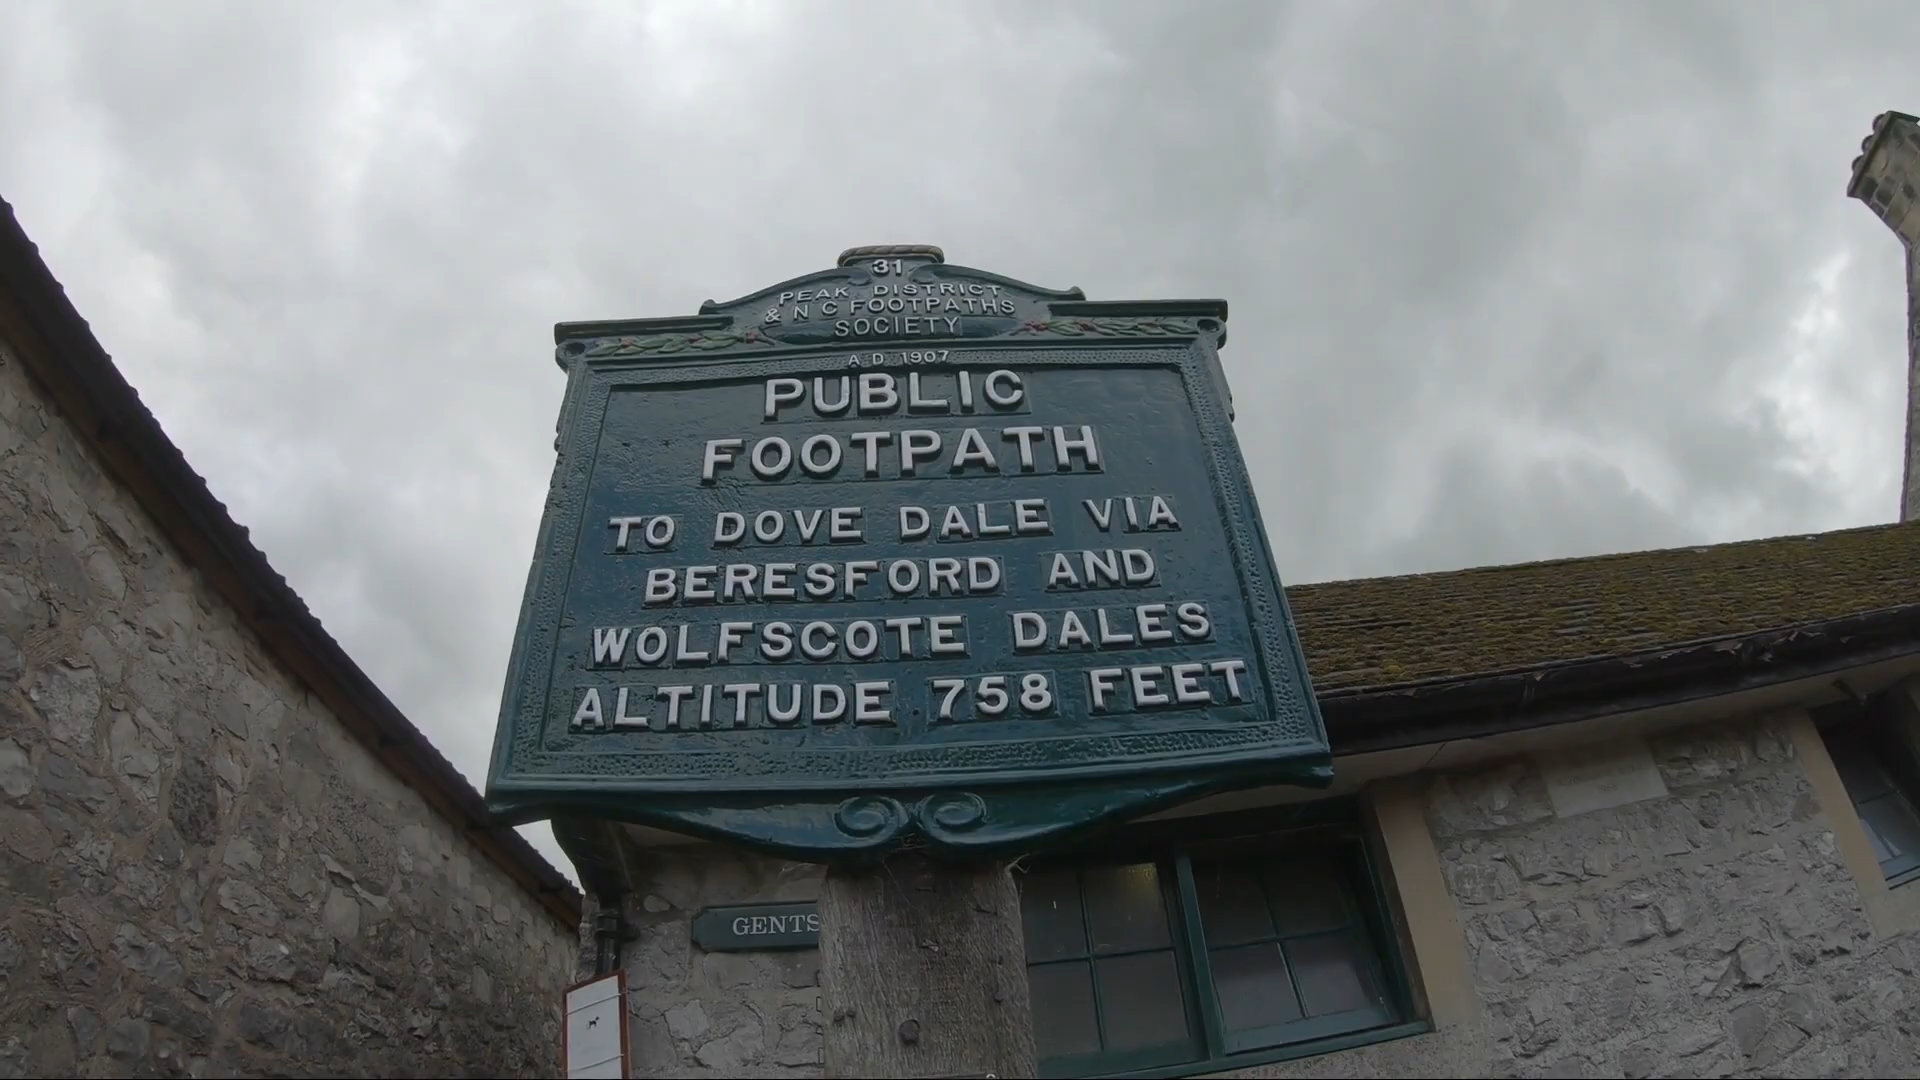 31
PEAK DISTRICT
& N C FOOTPATHS
SOCIETY
A.D. 1907
PUBLIC
FOOTPATH
TO DOVE DALE VIA
BERESFORD AND
WOLFSCOTE DALES
ALTITUDE 758 FEET
GENTS